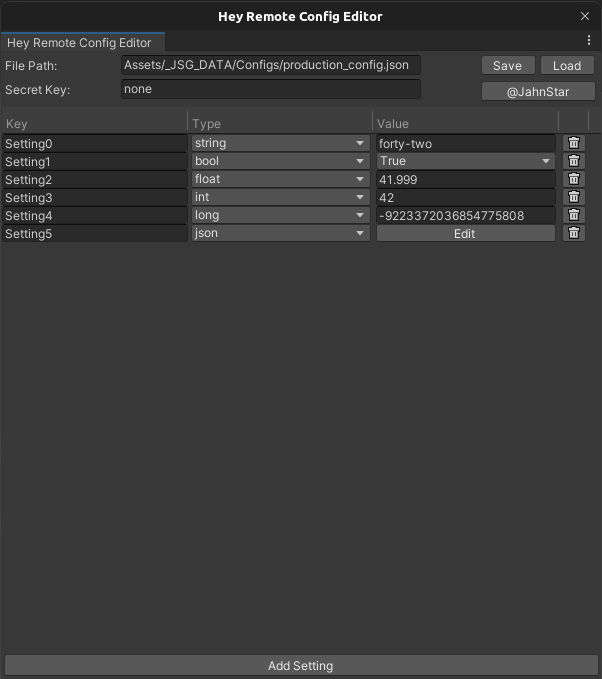 Hey Remote Config Editor
Hey Remote Config Editor
File Path: Assets/_JSG_DATA/Configs/production_config.json Save Load
Secret Key: none @JahnStar
Key Type Value
Setting0 string forty-two
Setting1 bool True
Setting2 float 41.999
Setting3 int 42
Setting4 long -9223372036854775808
Setting5 json Edit
Add Setting